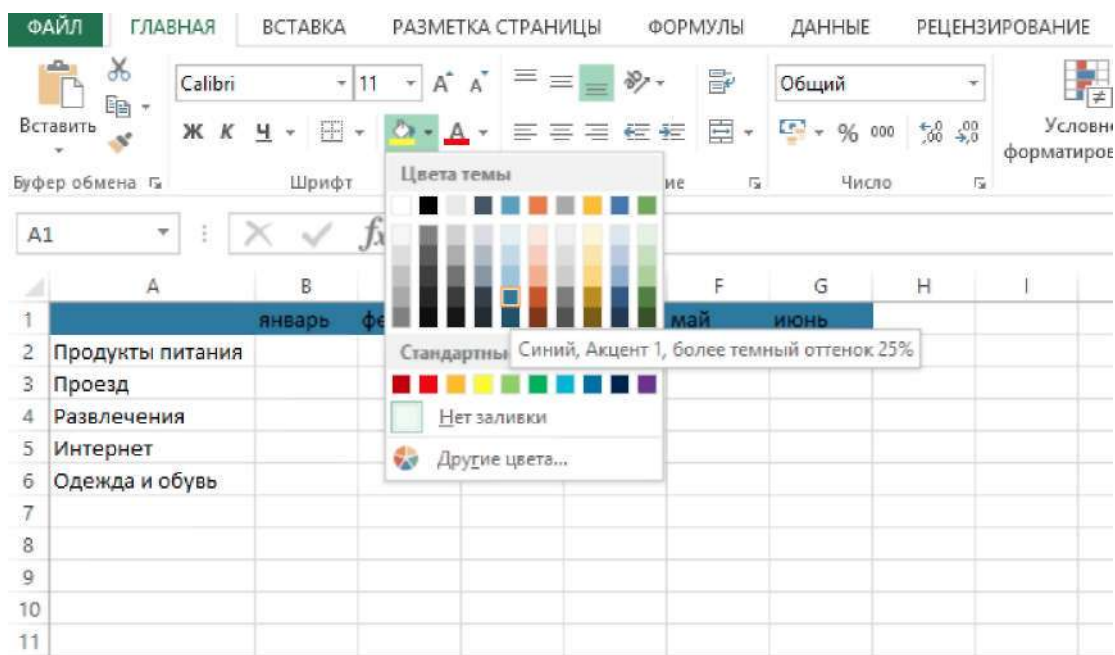 ФАЙЛ ГЛАВНАЯ ВСТАВКА РАЗМЕТКА СТРАНИЦЫ ФОРМУЛЫ ДАННЫЕ РЕЦЕНЗИРОВАНИЕ
Calibri 11 A A Общий
Вставить Ж К Ч A % 000 ,00 ,0 Условн
форматиров
Буфер обмена Шрифт ие Число
Цвета темы
A1 fx
A B F G H I
1 январь фе май июнь
Стандартны Синий, Акцент 1, более темный оттенок 25%
2 Продукты питания
3 Проезд
4 Развлечения
Нет заливки
5 Интернет
Другие цвета...
6 Одежда и обувь
7
8
9
10
11